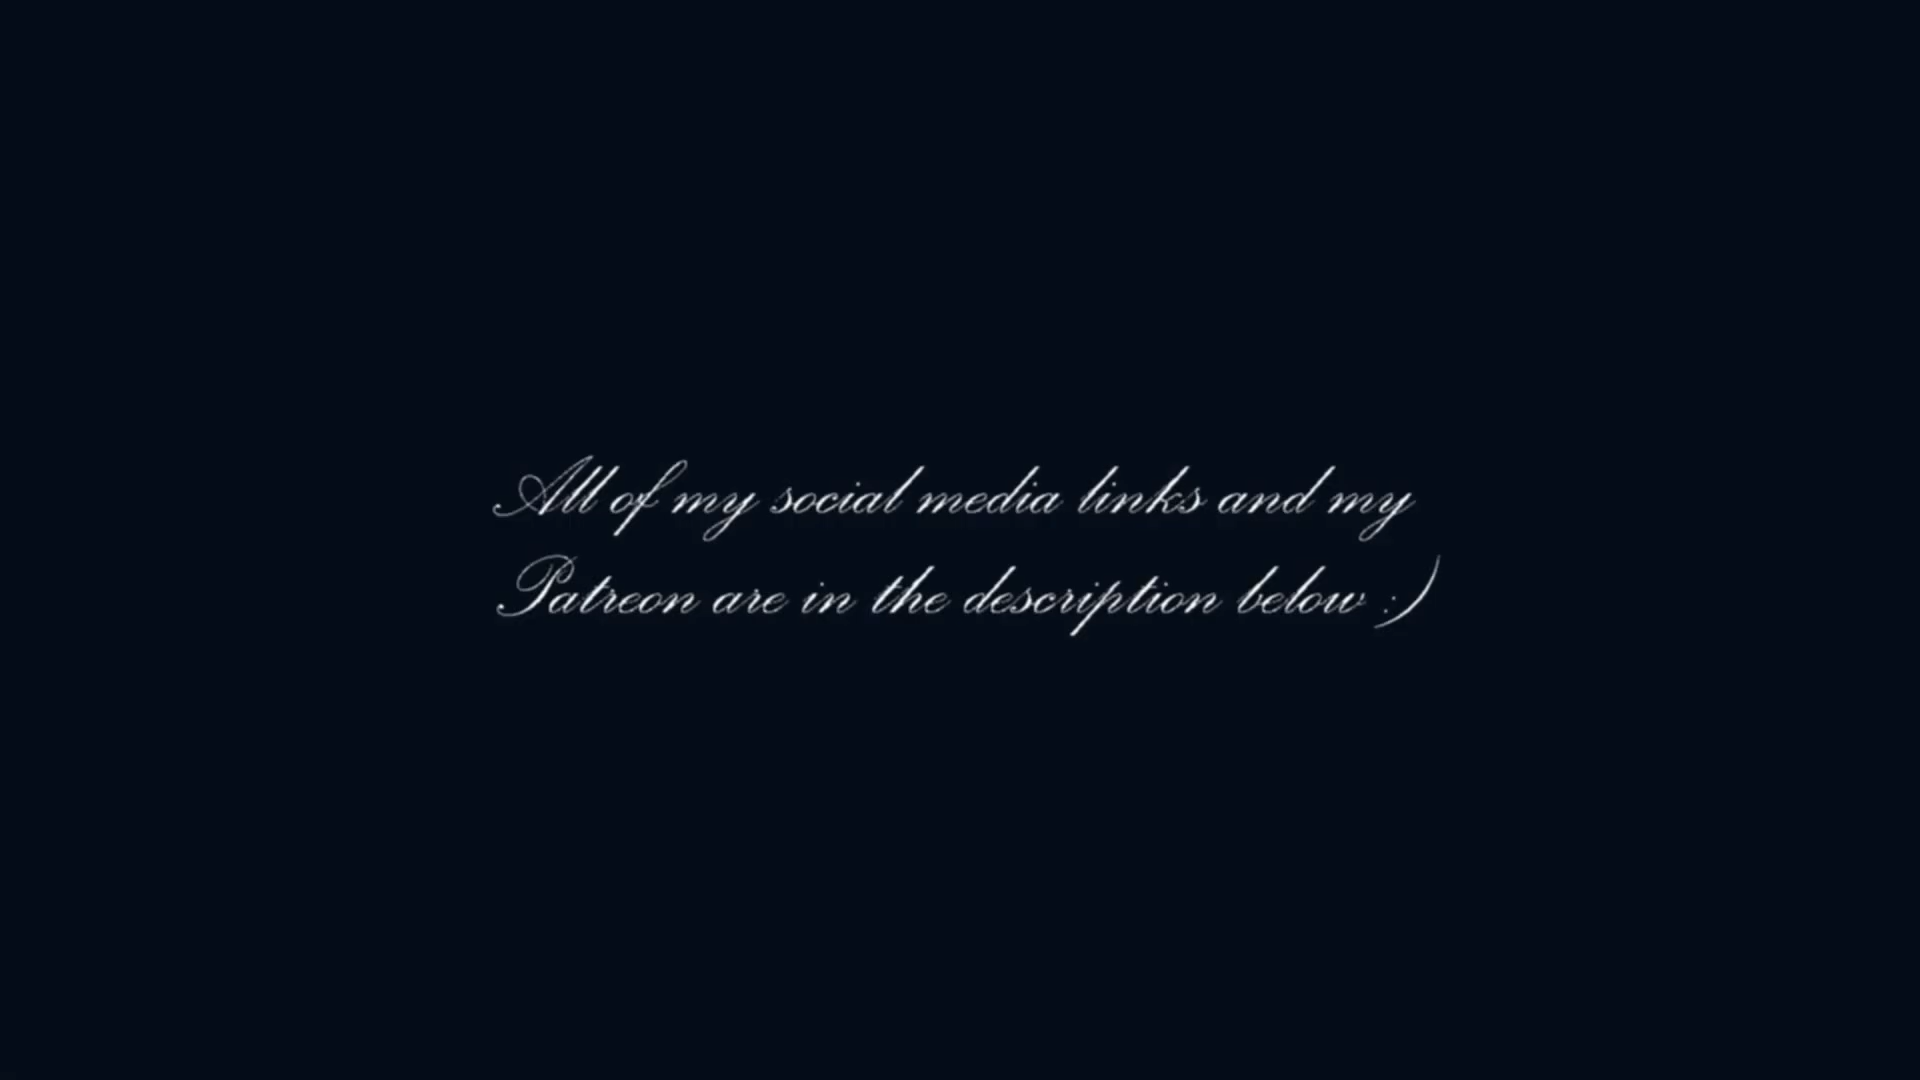 All of my social media links and my
Patreon are in the description below :)